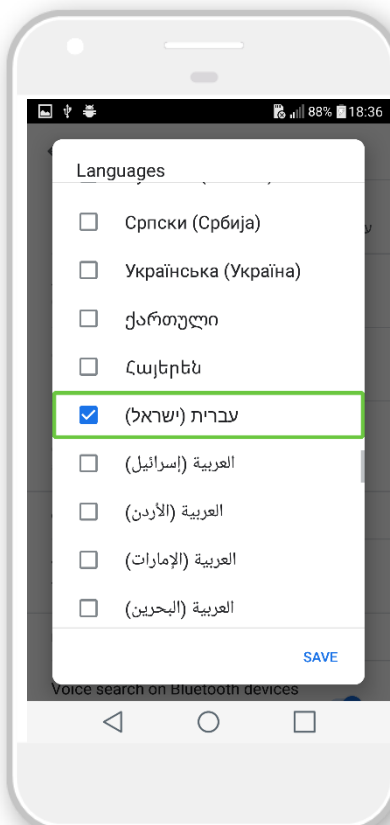 88% 18:36
Languages
Српски (Србија)
Українська (Україна)
ქართული
Հայերեն
עברית (ישראל)
العربية (إسرائيل)
العربية (الأردن)
العربية (الإمارات)
العربية (البحرين)
SAVE
Voice search on Bluetooth devices